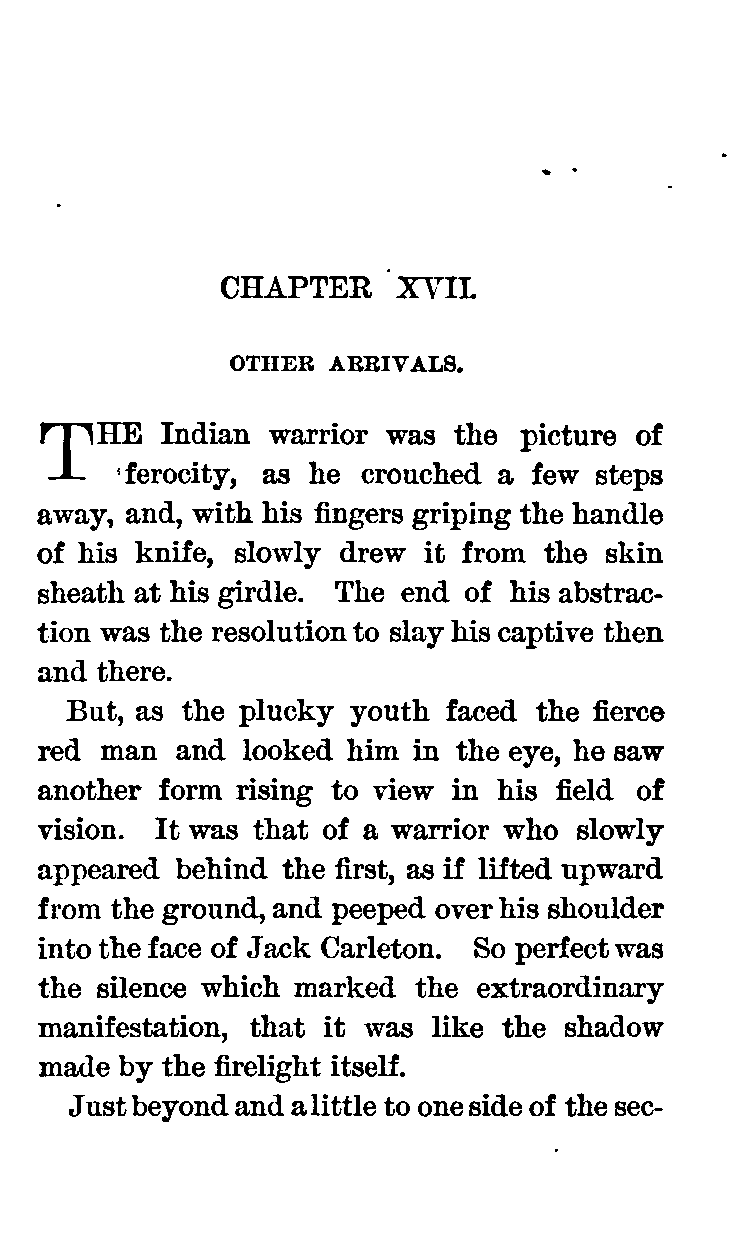 CHAPTER XVII.
OTHER ARRIVALS.
THE Indian warrior was the picture of
ferocity, as he crouched a few steps
away, and, with his fingers griping the handle
of his knife, slowly drew it from the skin
sheath at his girdle. The end of his abstrac-
tion was the resolution to slay his captive then
and there.
But, as the plucky youth faced the fierce
red man and looked him in the eye, he saw
another form rising to view in his field of
vision. It was that of a warrior who slowly
appeared behind the first, as if lifted upward
from the ground, and peeped over his shoulder
into the face of Jack Carleton. So perfect was
the silence which marked the extraordinary
manifestation, that it was like the shadow
made by the firelight itself.
Just beyond and a little to one side of the sec-